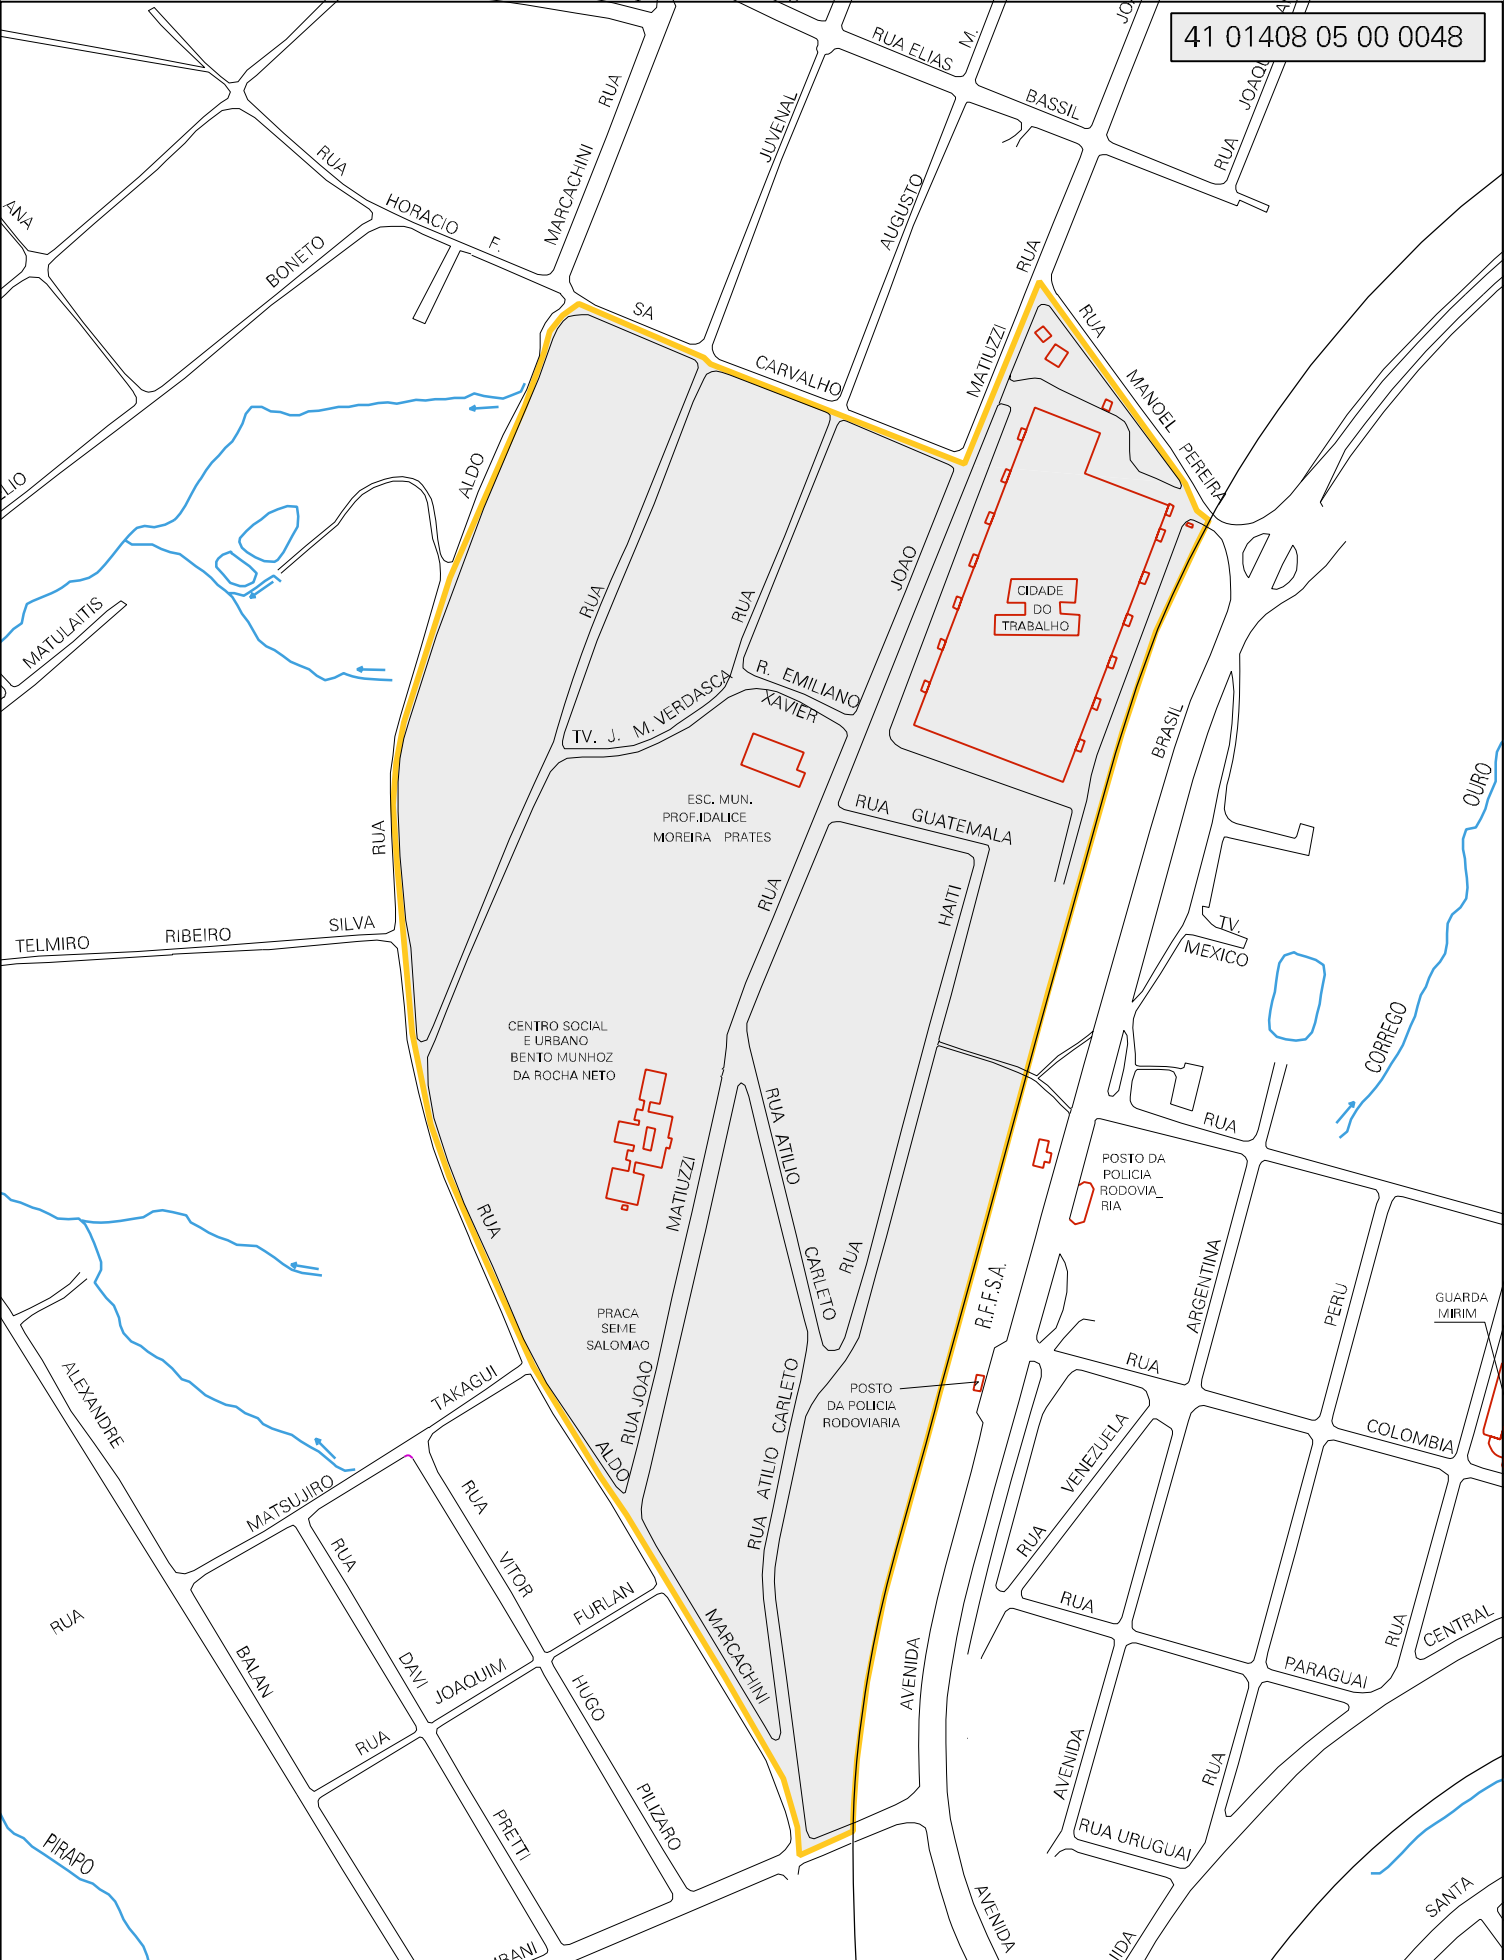 41 01408 05 00 0048
RUA ELIAS
M.
BASSIL
RUA
JOAQU
RUA
MARCACHINI
JUVENAL
AUGUSTO
RUA
MATIUZZI
RUA
HORACIO
F.
SA
CARVALHO
ANA
BONETO
RUA
MANOEL
PEREIRA
ALDO
RUA
MATULAITIS
RUA
RUA
JOAO
CIDADE
DO
TRABALHO
TV. J. M. VERDASCA
R. EMILIANO
XAVIER
BRASIL
OURO
CORREGO
ESC. MUN.
PROF.IDALICE
MOREIRA PRATES
RUA GUATEMALA
RUA
HAITI
TELMIRO RIBEIRO SILVA
TV.
MEXICO
CENTRO SOCIAL
E URBANO
BENTO MUNHOZ
DA ROCHA NETO
RUA ATILIO
CARLETO
RUA
MATIUZZI
RUA JOAO
RUA
POSTO DA
POLICIA
RODOVIA_
RIA
RUA
ARGENTINA
PERU
GUARDA
MIRIM
R.F.F.S.A.
PRACA
SEME
SALOMAO
RUA
ALDO
MARCACHINI
POSTO
DA POLICIA
RODOVIARIA
RUA ATILIO CARLETO
RUA
COLOMBIA
RUA
VENEZUELA
ALEXANDRE
TAKAGUI
MATSUJIRO
RUA
VITOR
RUA
DAVI
FURLAN
JOAQUIM
RUA
RUA
BALAN
HUGO
PILIZARO
PRETTI
PIRAPO
AVENIDA
RUA
PARAGUAI
RUA
CENTRAL
AVENIDA
RUA
RUA URUGUAI
AVENIDA
SANTA